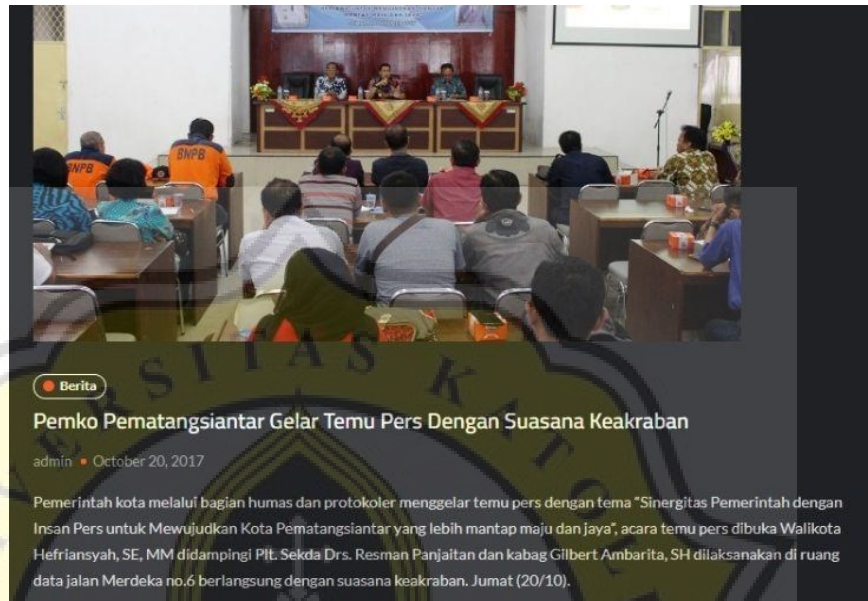 BNPB
BNPB
Berita
Pemko Pematangsiantar Gelar Temu Pers Dengan Suasana Keakraban
admin • October 20, 2017
Pemerintah kota melalui bagian humas dan protokoler menggelar temu pers dengan tema “Sinergitas Pemerintah dengan
Insan Pers untuk Mewujudkan Kota Pematangsiantar yang lebih mantap maju dan jaya”, acara temu pers dibuka Walikota
Hefriansyah, SE, MM didampingi Plt. Sekda Drs. Resman Panjaitan dan kabag Gilbert Ambarita, SH dilaksanakan di ruang
data jalan Merdeka no.6 berlangsung dengan suasana keakraban. Jumat (20/10).